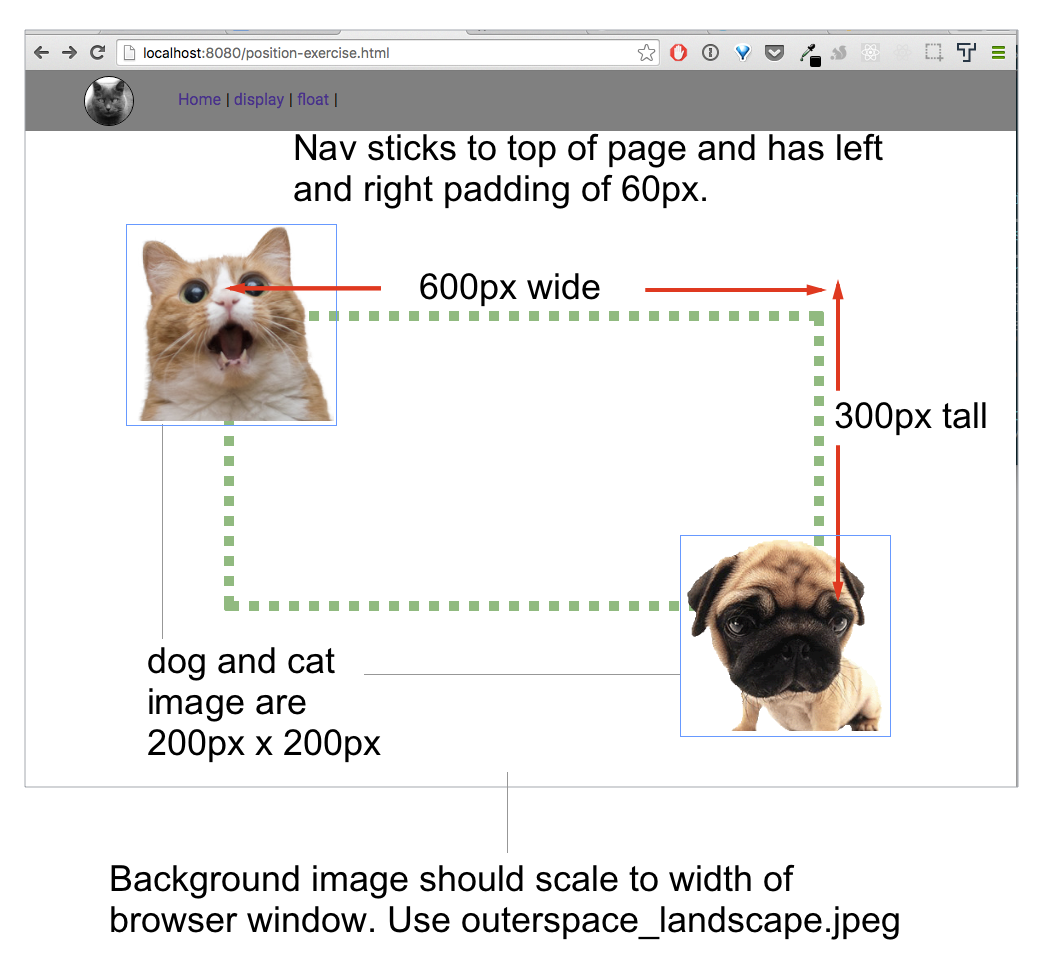 localhost:8080/position-exercise.html
Home | display | float |
Nav sticks to top of page and has left
and right padding of 60px.
600px wide
300px tall
dog and cat
image are
200px x 200px
Background image should scale to width of
browser window. Use outerspace_landscape.jpeg